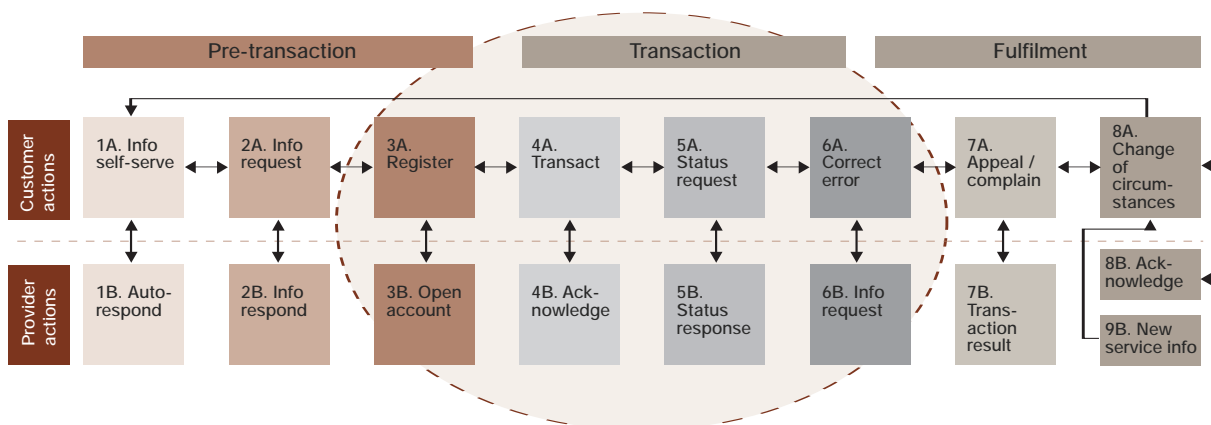 Pre-transaction
Transaction
Fulfilment
Customer
actions
1A. Info
self-serve
2A. Info
request
3A.
Register
4A.
Transact
5A.
Status
request
6A.
Correct
error
7A.
Appeal /
complain
8A.
Change
of
circum-
stances
Provider
actions
1B. Auto-
respond
2B. Info
respond
3B. Open
account
4B. Ack-
nowledge
5B.
Status
response
6B. Info
request
7B.
Trans-
action
result
8B. Ack-
nowledge
9B. New
service info